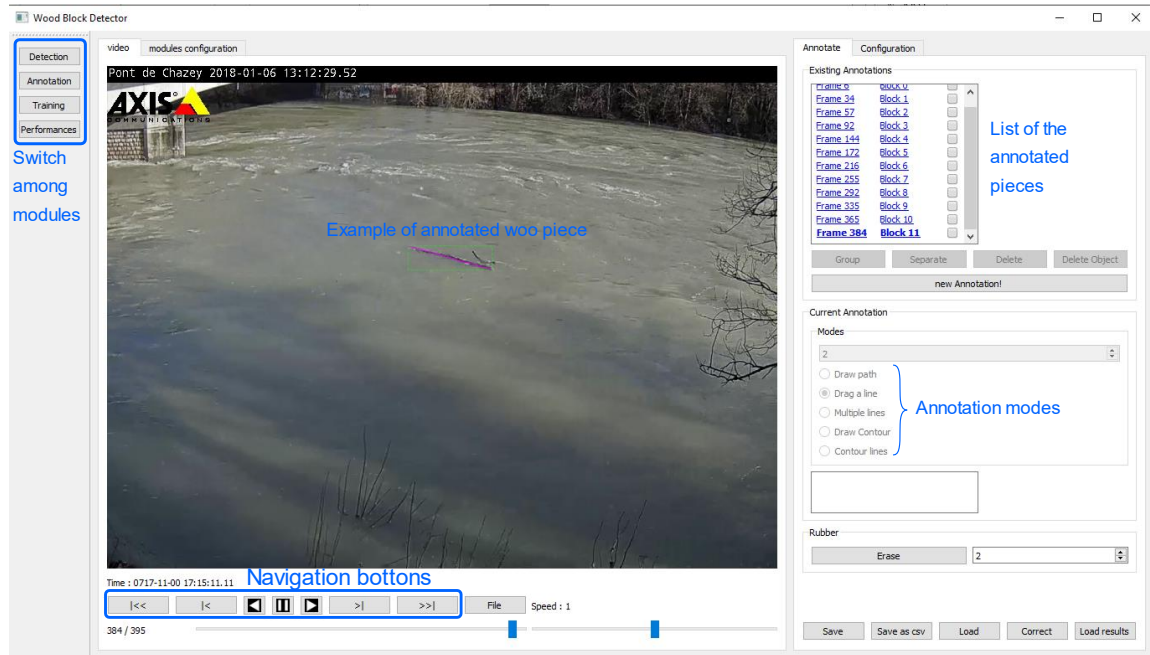 Wood Block Detector
Detection
Annotation
Training
Performances
Switch
among
modules
video modules configuration
Pont de Chazey 2018-01-06 13:12:29.52
AXIS
COMMUNICATIONS
Example of annotated woo piece
Time : 0717-11-00 17:15:11.11
Navigation bottons
|<< |< >| >>| File Speed : 1
384 / 395
Annotate Configuration
Existing Annotations
Frame 6 Block 0
Frame 34 Block 1
Frame 57 Block 2
Frame 92 Block 3
Frame 144 Block 4
Frame 172 Block 5
Frame 216 Block 6
Frame 255 Block 7
Frame 292 Block 8
Frame 335 Block 9
Frame 365 Block 10
Frame 384 Block 11
List of the
annotated
pieces
Group Separate Delete Delete Object
new Annotation!
Current Annotation
Modes
2
Draw path
Drag a line
Multiple lines
Draw Contour
Contour lines
Annotation modes
Rubber
Erase 2
Save Save as csv Load Correct Load results